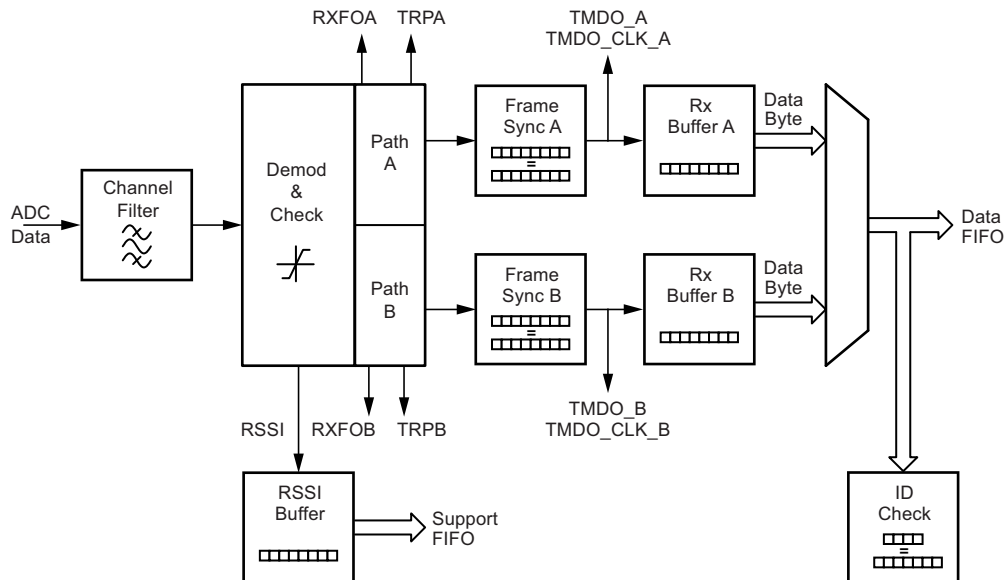 TMDO_A
TMDO_CLK_A
RXFOA
TRPA
Frame
Sync A
=
Rx
Buffer A
Data
Byte
Path
A
Demod
&
Check
Channel
Filter
ADC
Data
Data
FIFO
Path
B
Frame
Sync B
=
Rx
Buffer B
Data
Byte
RSSI
RXFOB
TRPB
TMDO_B
TMDO_CLK_B
RSSI
Buffer
Support
FIFO
ID
Check
=